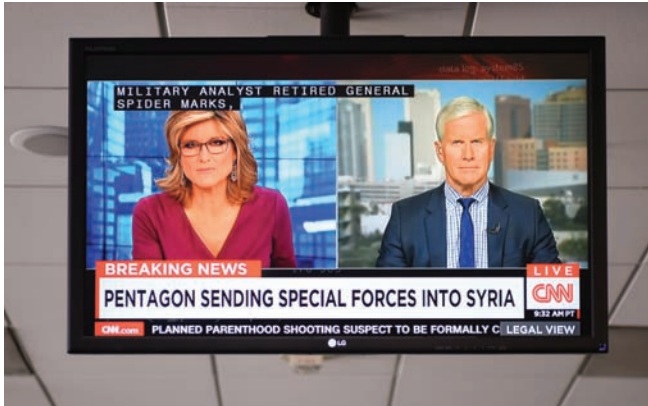 MILITARY ANALYST RETIRED GENERAL
SPIDER MARKS,
BREAKING NEWS
LIVE
PENTAGON SENDING SPECIAL FORCES INTO SYRIA
CNN
9:32 AM PT
CNN.com PLANNED PARENTHOOD SHOOTING SUSPECT TO BE FORMALLY C
LEGAL VIEW
LG